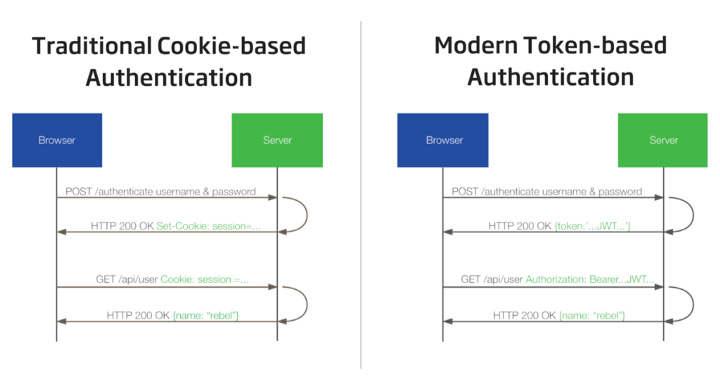 Traditional Cookie-based
Authentication
Browser
Server
POST /authenticate username & password
HTTP 200 OK Set-Cookie: session=...
GET /api/user Cookie: session =...
HTTP 200 OK {name: “rebel”}
Modern Token-based
Authentication
Browser
Server
POST /authenticate username & password
HTTP 200 OK {token:'...JWT...'}
GET /api/user Authorization: Bearer...JWT...
HTTP 200 OK {name: “rebel”}